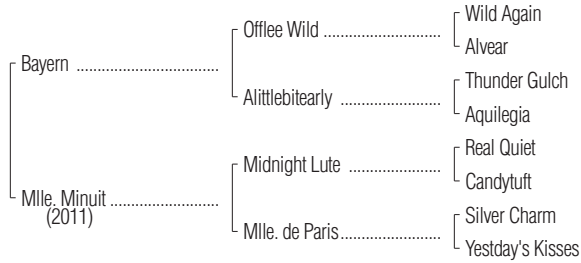 Wild Again
Offlee Wild
Alvear
Bayern
Thunder Gulch
Alittlebitearly
Aquilegia
Real Quiet
Midnight Lute
Candytuft
Mlle. Minuit
(2011)
Silver Charm
Mlle. de Paris
Yestday's Kisses